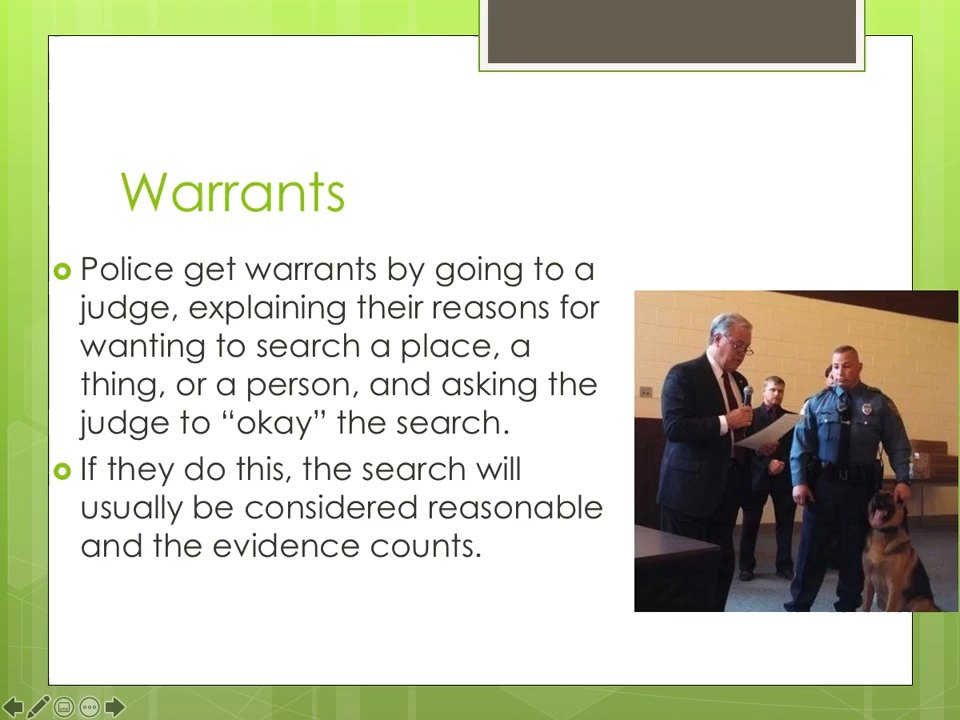 Warrants
Police get warrants by going to a
judge, explaining their reasons for
wanting to search a place, a
thing, or a person, and asking the
judge to “okay” the search.
If they do this, the search will
usually be considered reasonable
and the evidence counts.